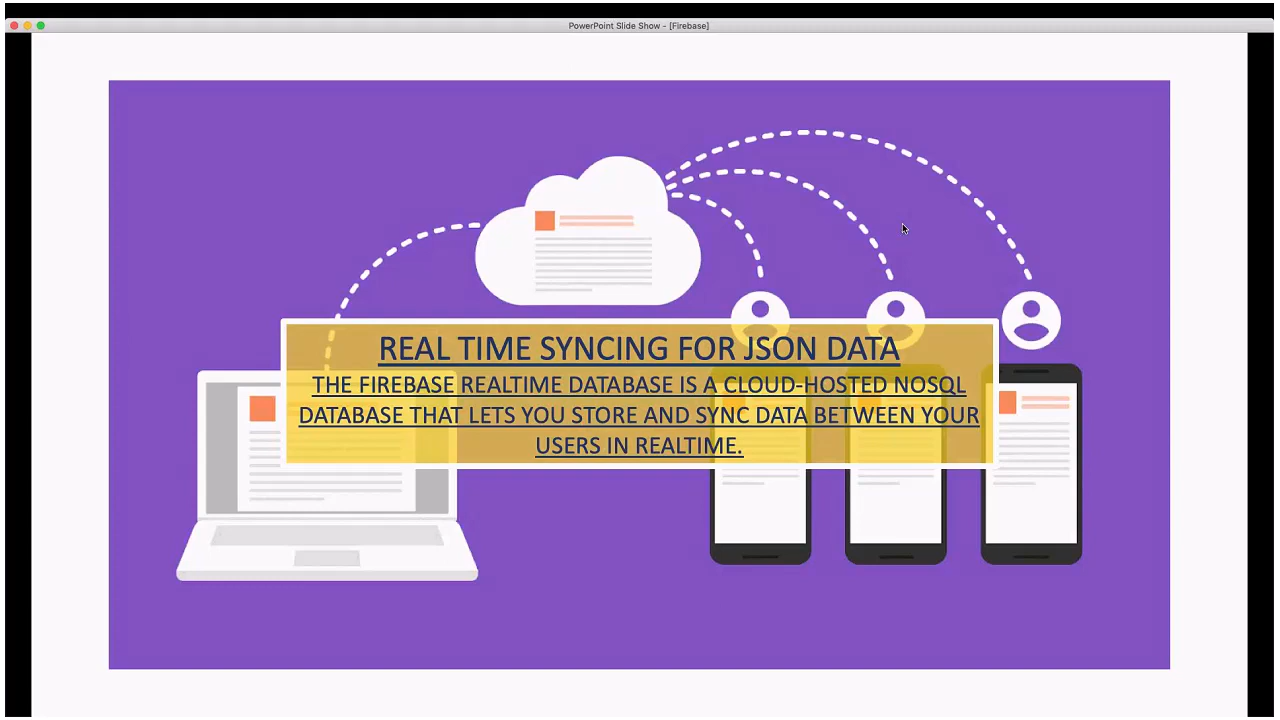 PowerPoint Slide Show - [Firebase]
REAL TIME SYNCING FOR JSON DATA
THE FIREBASE REALTIME DATABASE IS A CLOUD-HOSTED NOSQL
DATABASE THAT LETS YOU STORE AND SYNC DATA BETWEEN YOUR
USERS IN REALTIME.